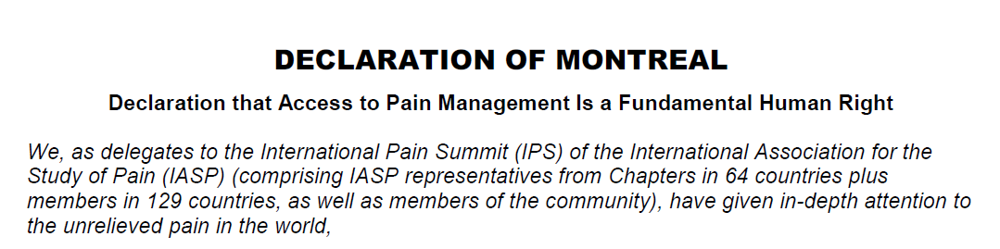 DECLARATION OF MONTREAL
Declaration that Access to Pain Management Is a Fundamental Human Right
We, as delegates to the International Pain Summit (IPS) of the International Association for the
Study of Pain (IASP) (comprising IASP representatives from Chapters in 64 countries plus
members in 129 countries, as well as members of the community), have given in-depth attention to
the unrelieved pain in the world,